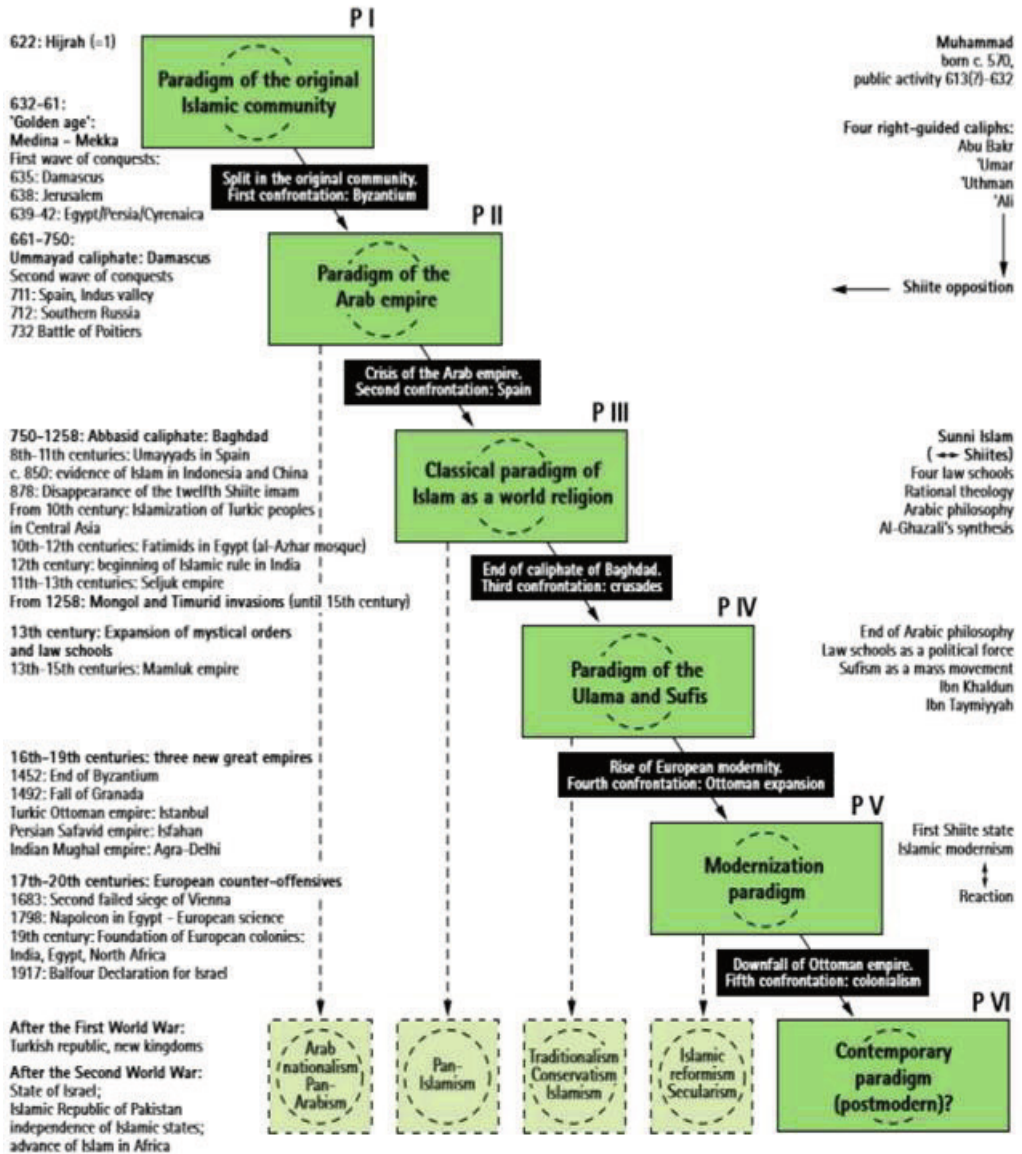 P I
622: Hijrah (=1)
Paradigm of the original
Islamic community
Muhammad
born c. 570,
public activity 613(?)-632
632-61:
'Golden age':
Medina – Mekka
First wave of conquests:
635: Damascus
638: Jerusalem
639-42: Egypt/Persia/Cyrenaica
Four right-guided caliphs:
Abu Bakr
'Umar
'Uthman
'Ali
Split in the original community.
First confrontation: Byzantium
P II
661-750:
Ummayad caliphate: Damascus
Second wave of conquests
711: Spain, Indus valley
712: Southern Russia
732 Battle of Poitiers
Paradigm of the
Arab empire
Shiite opposition
Crisis of the Arab empire.
Second confrontation: Spain
P III
750-1258: Abbasid caliphate: Baghdad
8th-11th centuries: Umayyads in Spain
c. 850: evidence of Islam in Indonesia and China
878: Disappearance of the twelfth Shiite imam
From 10th century: Islamization of Turkic peoples
in Central Asia
10th-12th centuries: Fatimids in Egypt (al-Azhar mosque)
12th century: beginning of Islamic rule in India
11th-13th centuries: Seljuk empire
From 1258: Mongol and Timurid invasions (until 15th century)
Classical paradigm of
Islam as a world religion
Sunni Islam
( ↔ Shiites)
Four law schools
Rational theology
Arabic philosophy
Al-Ghazali's synthesis
End of caliphate of Baghdad.
Third confrontation: crusades
P IV
13th century: Expansion of mystical orders
and law schools
13th-15th centuries: Mamluk empire
Paradigm of the
Ulama and Sufis
End of Arabic philosophy
Law schools as a political force
Sufism as a mass movement
Ibn Khaldun
Ibn Taymiyyah
16th-19th centuries: three new great empires
1452: End of Byzantium
1492: Fall of Granada
Turkic Ottoman empire: Istanbul
Persian Safavid empire: Isfahan
Indian Mughal empire: Agra-Delhi
Rise of European modernity.
Fourth confrontation: Ottoman expansion
P V
Modernization
paradigm
First Shiite state
Islamic modernism
Reaction
17th-20th centuries: European counter-offensives
1683: Second failed siege of Vienna
1798: Napoleon in Egypt – European science
19th century: Foundation of European colonies:
India, Egypt, North Africa
1917: Balfour Declaration for Israel
Downfall of Ottoman empire.
Fifth confrontation: colonialism
P VI
After the First World War:
Turkish republic, new kingdoms
After the Second World War:
State of Israel;
Islamic Republic of Pakistan
independence of Islamic states;
advance of Islam in Africa
Arab
nationalism
Pan-
Arabism
Pan-
Islamism
Traditionalism
Conservatism
Islamism
Islamic
reformism
Secularism
Contemporary
paradigm
(postmodern)?